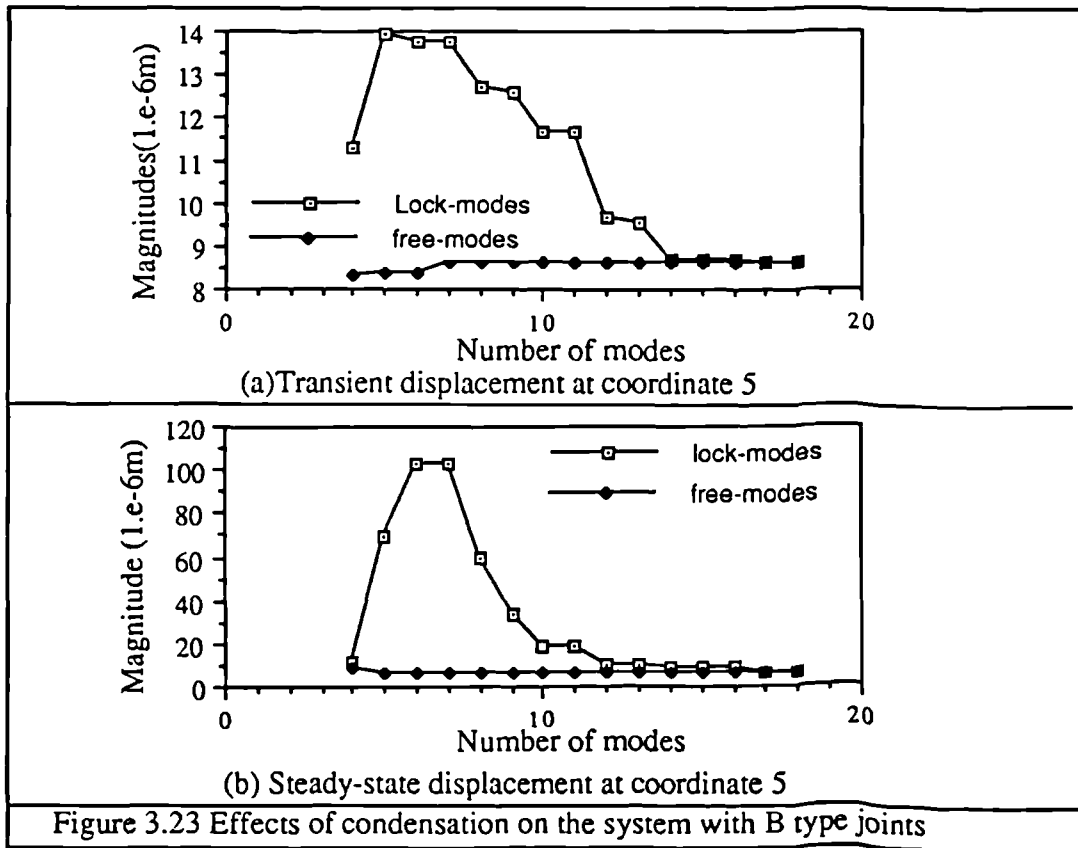 14
13
12
11
10
9
8
Magnitudes(1.e-6m)
Lock-modes
free-modes
0
10
20
Number of modes
(a)Transient displacement at coordinate 5
120
100
80
60
40
20
0
Magnitude (1.e-6m)
lock-modes
free-modes
0
10
20
Number of modes
(b) Steady-state displacement at coordinate 5
Figure 3.23 Effects of condensation on the system with B type joints